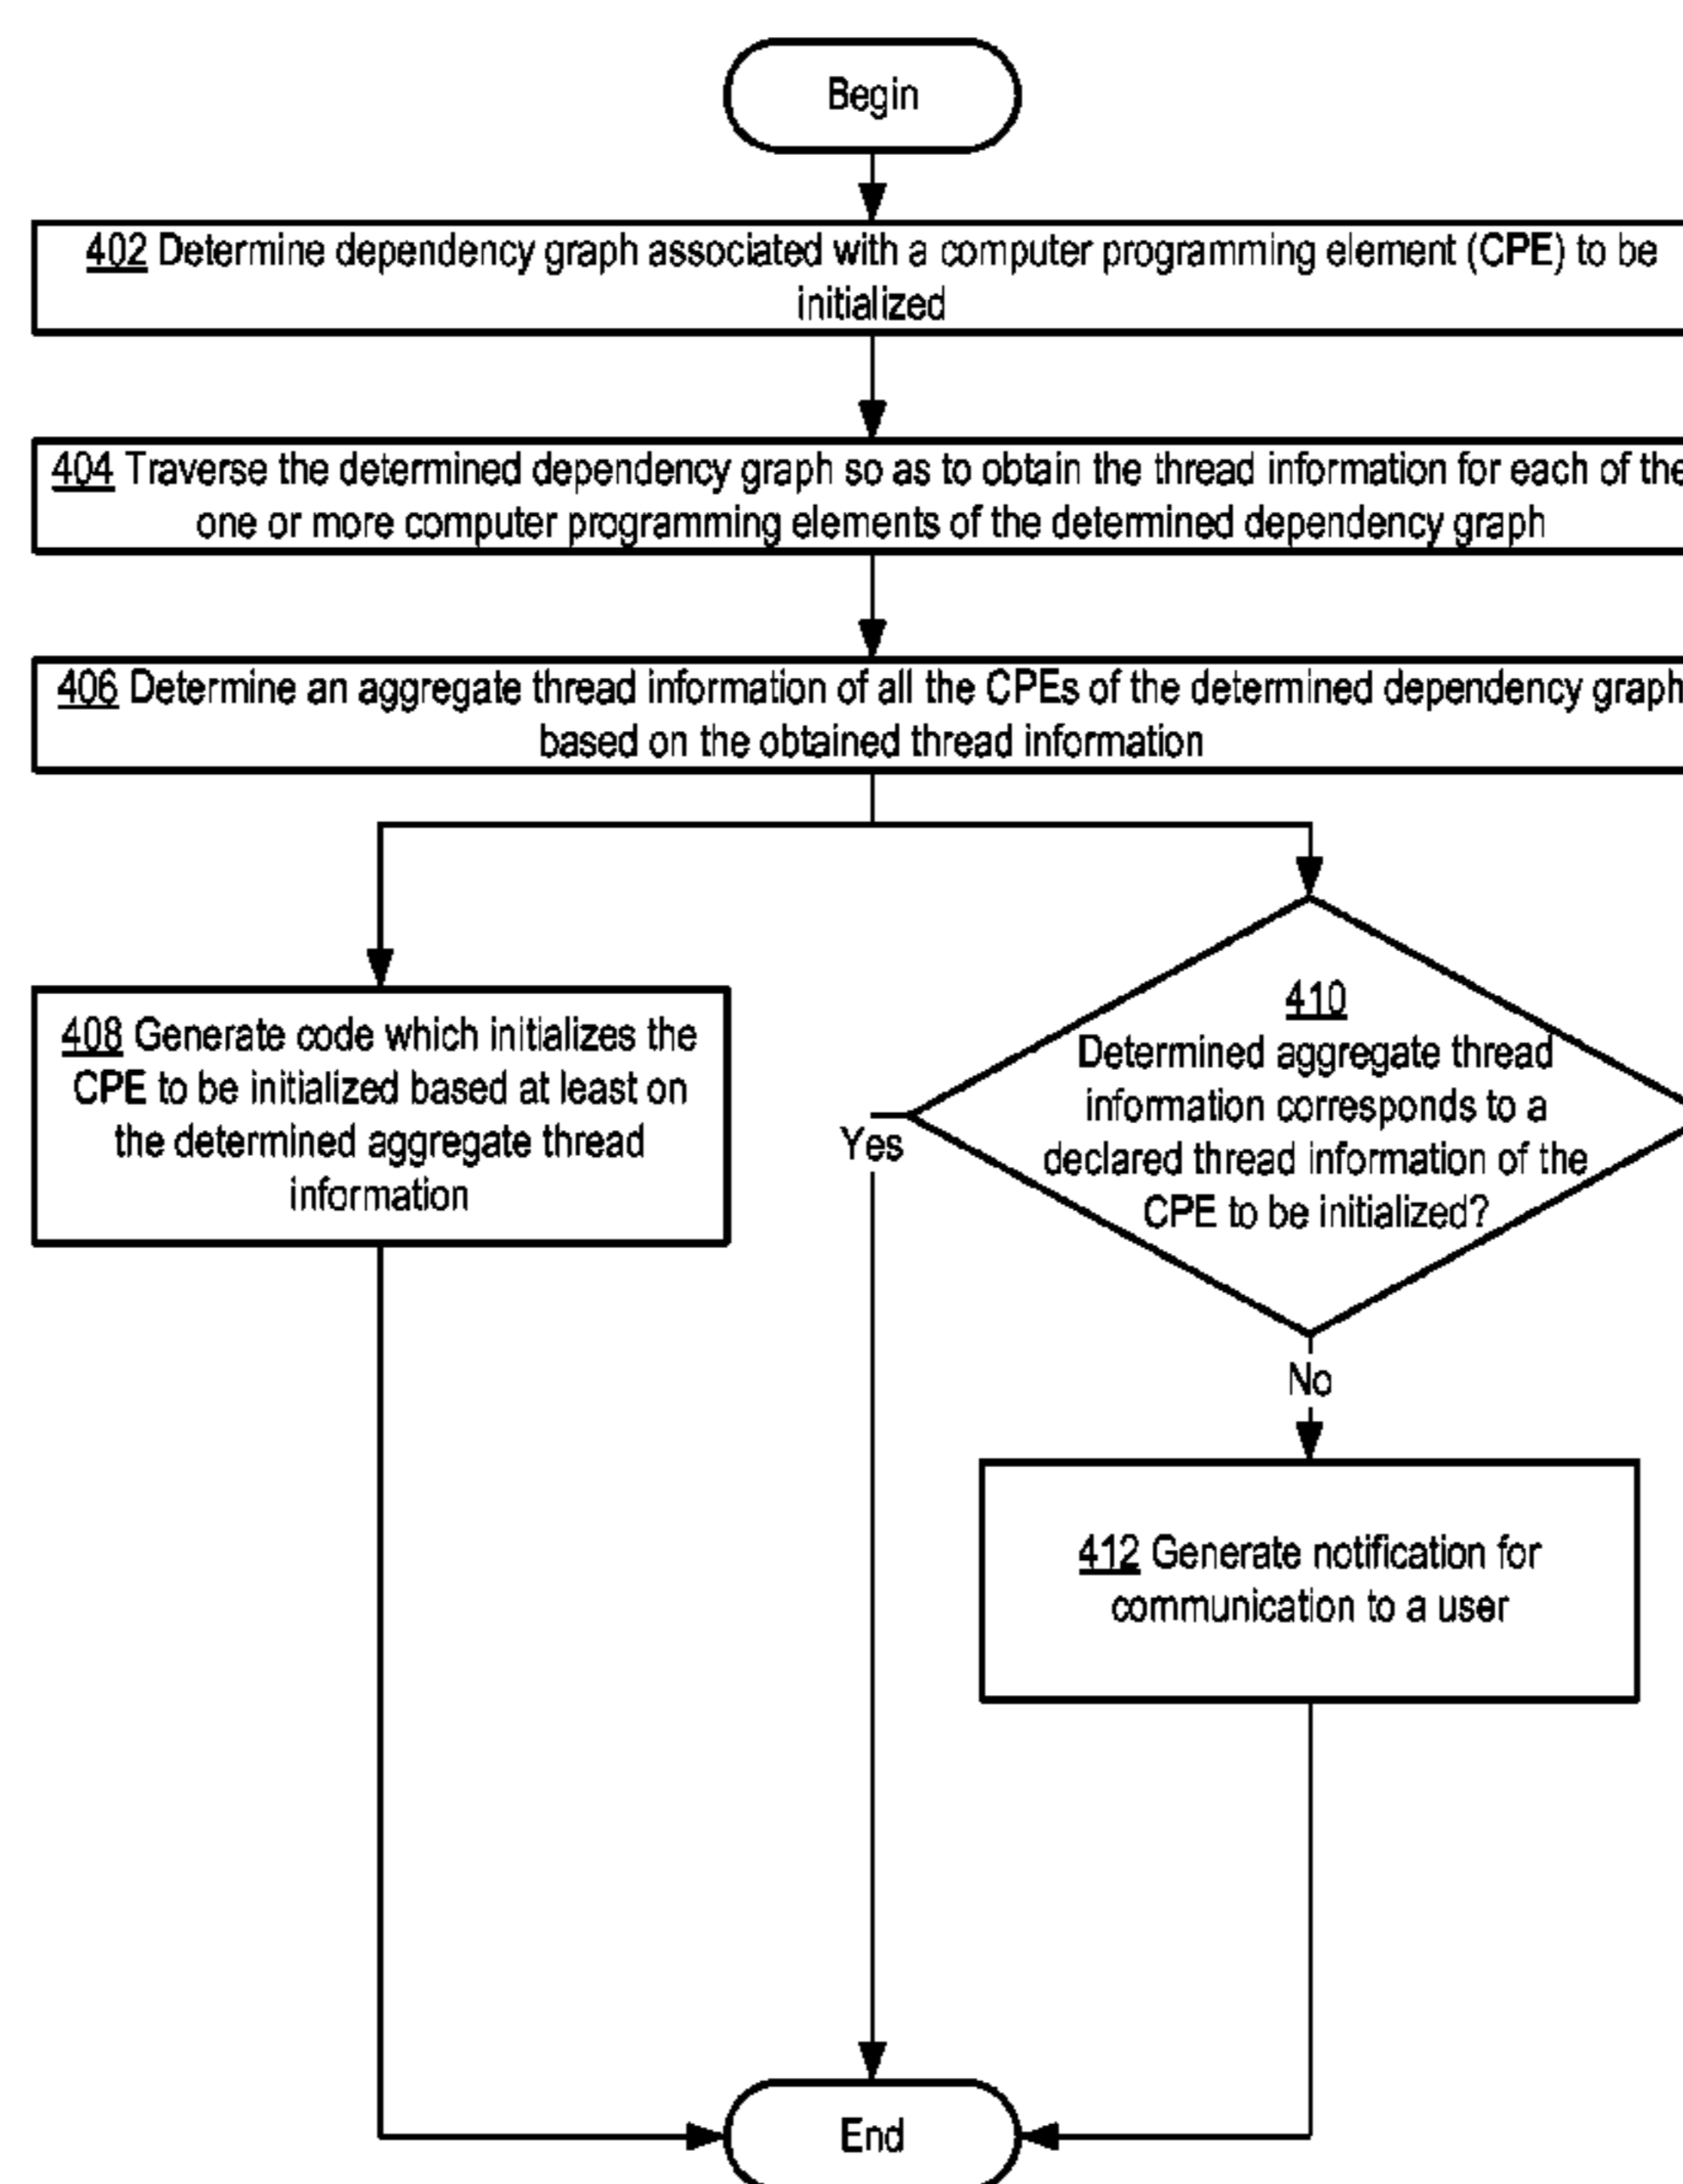 Begin
402 Determine dependency graph associated with a computer programming element (CPE) to be
initialized
404 Traverse the determined dependency graph so as to obtain the thread information for each of the
one or more computer programming elements of the determined dependency graph
406 Determine an aggregate thread information of all the CPEs of the determined dependency graph
based on the obtained thread information
408 Generate code which initializes the
CPE to be initialized based at least on
the determined aggregate thread
information
410
Determined aggregate thread
information corresponds to a
declared thread information of the
CPE to be initialized?
Yes
No
412 Generate notification for
communication to a user
End